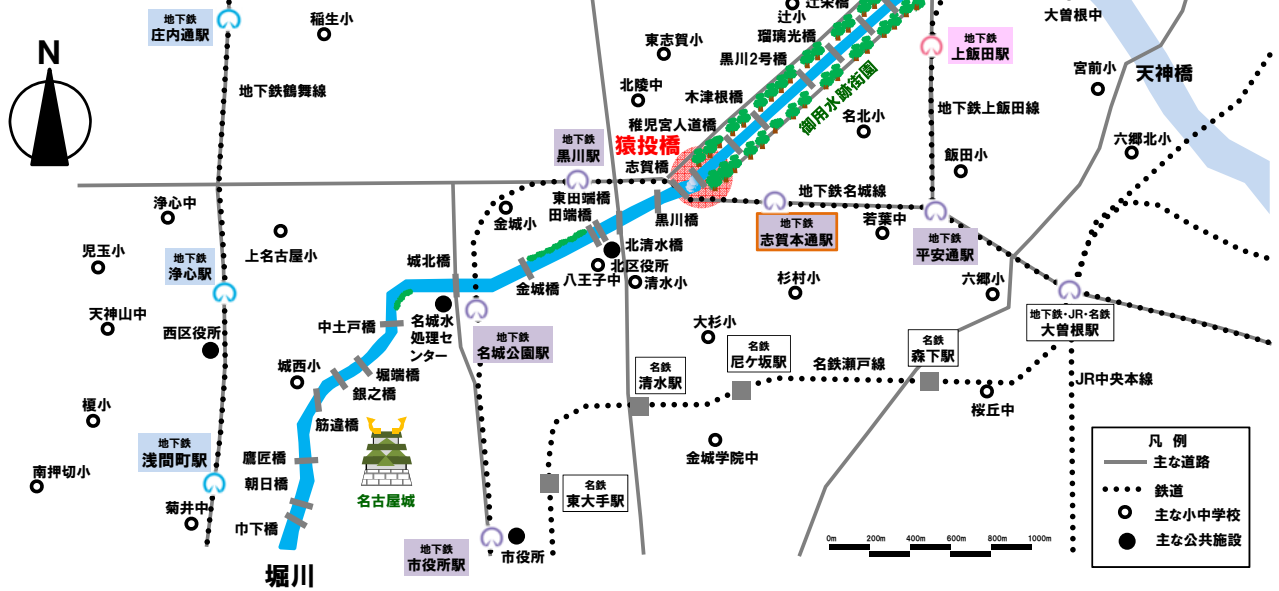 地下鉄
庄内通駅
稲生小
辻栄橋
辻小
瑠璃光橋
大曽根中
東志賀小
黒川2号橋
地下鉄
上飯田駅
天神橋
宮前小
N
地下鉄鶴舞線
北陵中
木津根橋
御用水跡街園
名北小
地下鉄上飯田線
稚児宮人道橋
六郷北小
地下鉄
黒川駅
猿投橋
志賀橋
飯田小
地下鉄名城線
浄心中
東田端橋
田端橋
金城小
黒川橋
若葉中
地下鉄
志賀本通駅
地下鉄
平安通駅
児玉小
上名古屋小
地下鉄
浄心駅
城北橋
北清水橋
北区役所
八王子中
清水小
金城橋
杉村小
六郷小
天神山中
西区役所
中土戸橋
名城水
処理セ
ンター
地下鉄
名城公園駅
大杉小
地下鉄・JR・名鉄
大曽根駅
名鉄
尼ケ坂駅
名鉄
森下駅
名鉄
清水駅
名鉄瀬戸線
JR中央本線
城西小
堀端橋
銀之橋
桜丘中
榎小
筋違橋
凡 例
主な道路
鉄道
主な小中学校
主な公共施設
地下鉄
浅間町駅
鷹匠橋
朝日橋
名古屋城
金城学院中
南押切小
名鉄
東大手駅
菊井中
巾下橋
地下鉄
市役所駅
市役所
0m
200m
400m
600m
800m
1000m
堀川